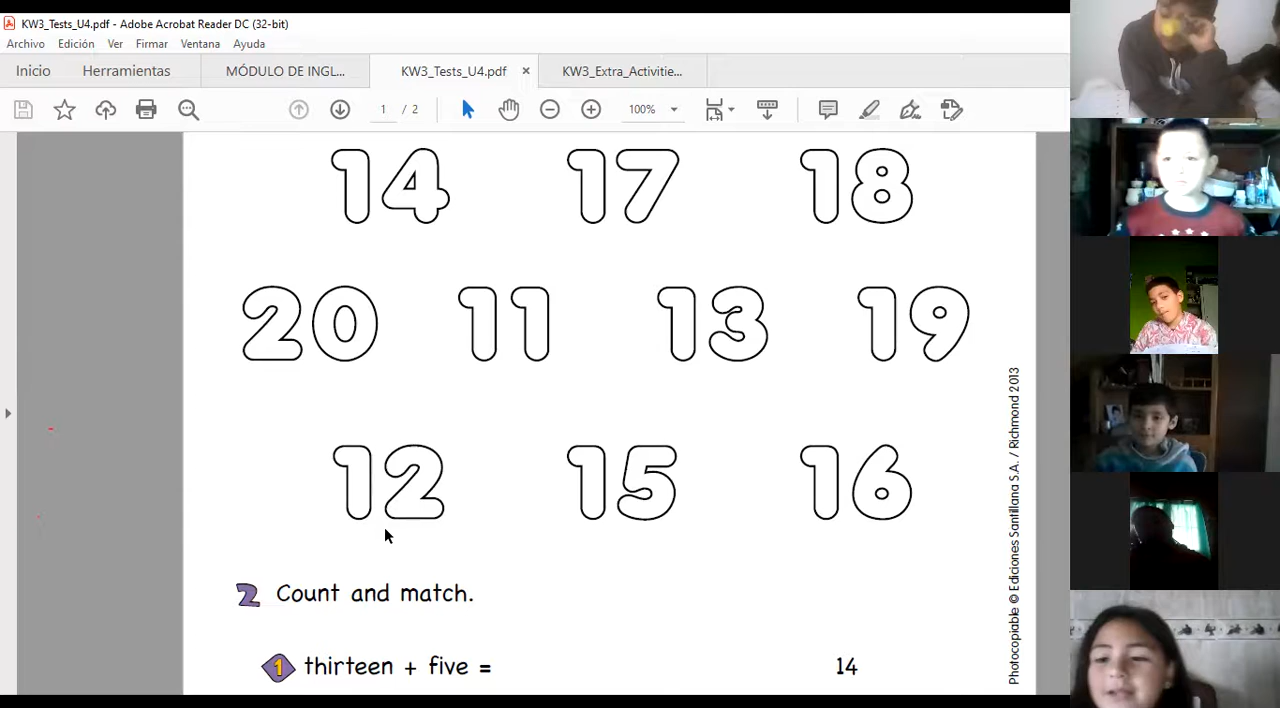 KW3_Tests_U4.pdf - Adobe Acrobat Reader DC (32-bit)
Archivo Edición Ver Firmar Ventana Ayuda
Inicio Herramientas MÓDULO DE INGL... KW3_Tests_U4.pdf × KW3_Extra_Activitie...
1 / 2 100%
14 17 18
20 11 13 19
12 15 16
2 Count and match.
1 thirteen + five = 14
Photocopiable © Ediciones Santillana S.A. / Richmond 2013